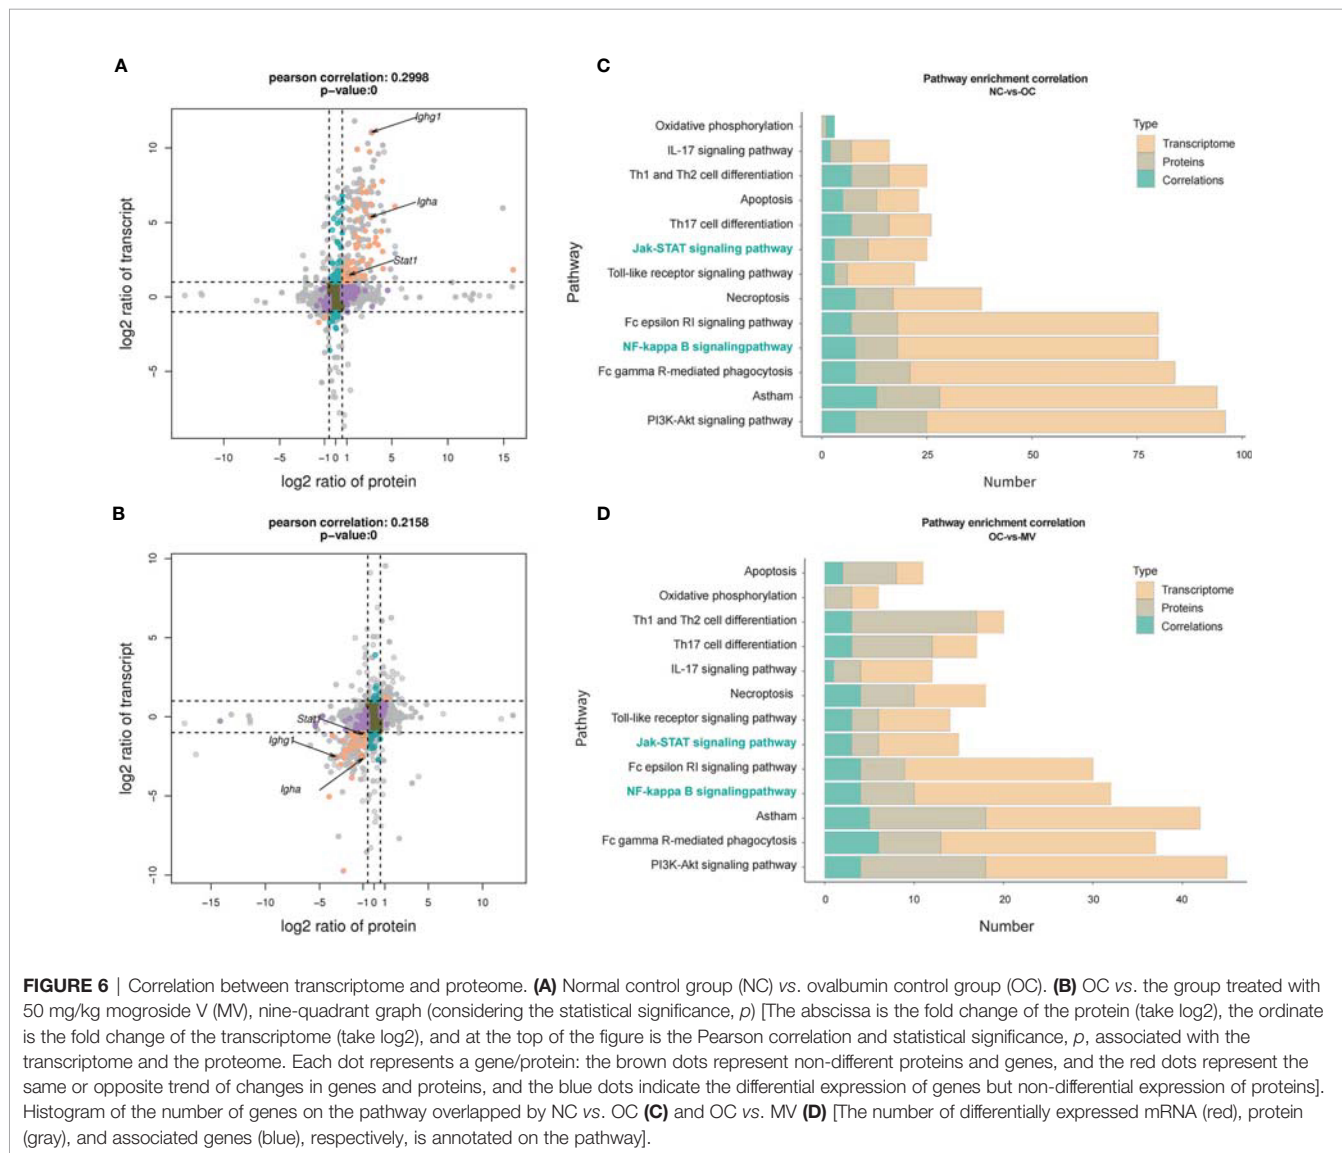 A
pearson correlation: 0.2998
p-value:0
log2 ratio of transcript
10
5
0
-5
Ighg1
Igha
Stat1
-10
-5
-1 0 1
5
10
15
log2 ratio of protein
C
Pathway enrichment correlation
NC-vs-OC
Pathway
Oxidative phosphorylation
IL-17 signaling pathway
Th1 and Th2 cell differentiation
Apoptosis
Th17 cell differentiation
Jak-STAT signaling pathway
Toll-like receptor signaling pathway
Necroptosis
Fc epsilon RI signaling pathway
NF-kappa B signalingpathway
Fc gamma R-mediated phagocytosis
Astham
PI3K-Akt signaling pathway
Type
Transcriptome
Proteins
Correlations
0
25
50
75
100
Number
B
pearson correlation: 0.2158
p-value:0
log2 ratio of transcript
10
5
0
-5
-10
Stat1
Ighg1
Igha
-15
-10
-5
-1 0 1
5
10
log2 ratio of protein
D
Pathway enrichment correlation
OC-vs-MV
Pathway
Apoptosis
Oxidative phosphorylation
Th1 and Th2 cell differentiation
Th17 cell differentiation
IL-17 signaling pathway
Necroptosis
Toll-like receptor signaling pathway
Jak-STAT signaling pathway
Fc epsilon RI signaling pathway
NF-kappa B signalingpathway
Astham
Fc gamma R-mediated phagocytosis
PI3K-Akt signaling pathway
Type
Transcriptome
Proteins
Correlations
0
10
20
30
40
Number
FIGURE 6 | Correlation between transcriptome and proteome. (A) Normal control group (NC) vs. ovalbumin control group (OC). (B) OC vs. the group treated with
50 mg/kg mogroside V (MV), nine-quadrant graph (considering the statistical significance, p) [The abscissa is the fold change of the protein (take log2), the ordinate
is the fold change of the transcriptome (take log2), and at the top of the figure is the Pearson correlation and statistical significance, p, associated with the
transcriptome and the proteome. Each dot represents a gene/protein: the brown dots represent non-different proteins and genes, and the red dots represent the
same or opposite trend of changes in genes and proteins, and the blue dots indicate the differential expression of genes but non-differential expression of proteins].
Histogram of the number of genes on the pathway overlapped by NC vs. OC (C) and OC vs. MV (D) [The number of differentially expressed mRNA (red), protein
(gray), and associated genes (blue), respectively, is annotated on the pathway].